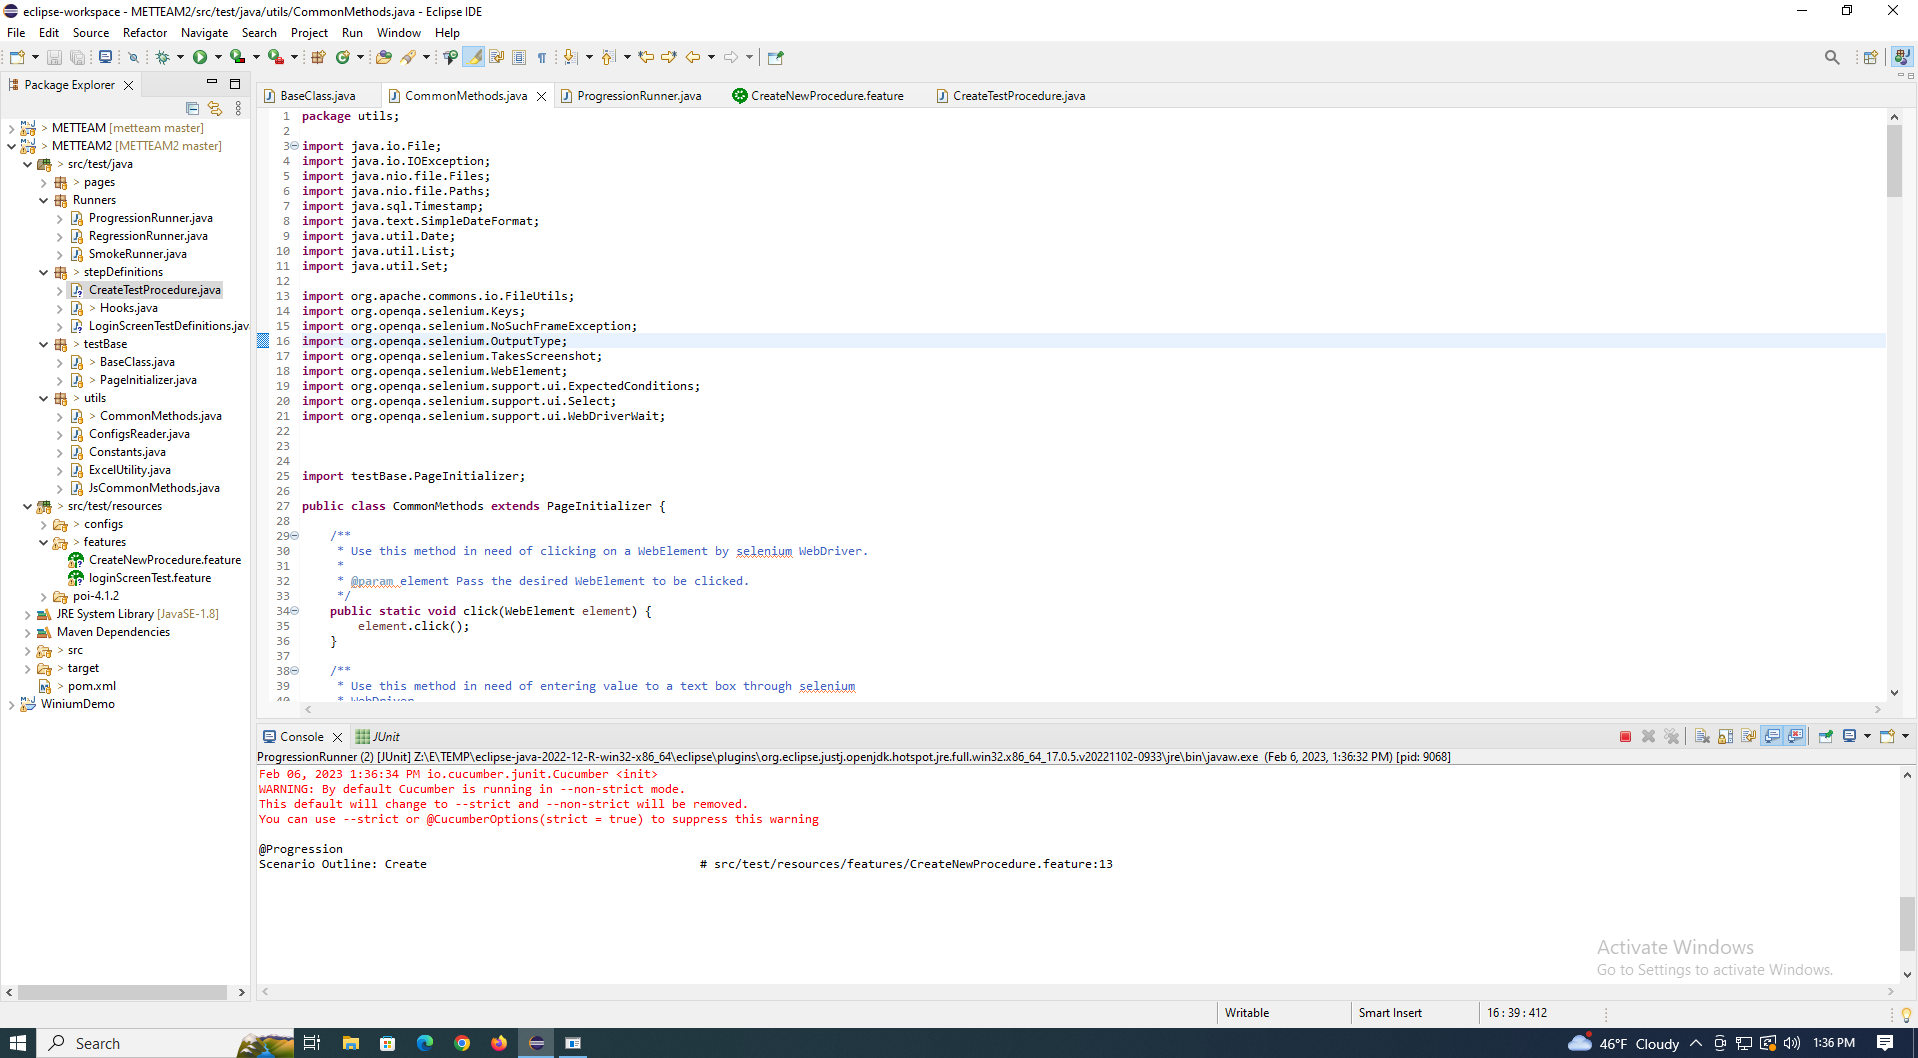 eclipse-workspace - METTEAM2/src/test/java/utils/CommonMethods.java - Eclipse IDE
File Edit Source Refactor Navigate Search Project Run Window Help
Package Explorer
METTEAM [metteam master]
> METTEAM2 [METTEAM2 master]
> src/test/java
> pages
Runners
ProgressionRunner.java
RegressionRunner.java
SmokeRunner.java
> stepDefinitions
CreateTestProcedure.java
> Hooks.java
LoginScreenTestDefinitions.jav
> testBase
> BaseClass.java
> PageInitializer.java
> utils
> CommonMethods.java
ConfigsReader.java
Constants.java
ExcelUtility.java
JsCommonMethods.java
> src/test/resources
> configs
> features
CreateNewProcedure.feature
loginScreenTest.feature
poi-4.1.2
JRE System Library [JavaSE-1.8]
Maven Dependencies
> src
> target
> pom.xml
WiniumDemo
BaseClass.java CommonMethods.java ProgressionRunner.java CreateNewProcedure.feature CreateTestProcedure.java
1 package utils;
2
3 import java.io.File;
4 import java.io.IOException;
5 import java.nio.file.Files;
6 import java.nio.file.Paths;
7 import java.sql.Timestamp;
8 import java.text.SimpleDateFormat;
9 import java.util.Date;
10 import java.util.List;
11 import java.util.Set;
12
13 import org.apache.commons.io.FileUtils;
14 import org.openqa.selenium.Keys;
15 import org.openqa.selenium.NoSuchFrameException;
16 import org.openqa.selenium.OutputType;
17 import org.openqa.selenium.TakesScreenshot;
18 import org.openqa.selenium.WebElement;
19 import org.openqa.selenium.support.ui.ExpectedConditions;
20 import org.openqa.selenium.support.ui.Select;
21 import org.openqa.selenium.support.ui.WebDriverWait;
22
23
24
25 import testBase.PageInitializer;
26
27 public class CommonMethods extends PageInitializer {
28
29 /**
30 * Use this method in need of clicking on a WebElement by selenium WebDriver.
31 *
32 * @param element Pass the desired WebElement to be clicked.
33 */
34 public static void click(WebElement element) {
35 element.click();
36 }
37
38 /**
39 * Use this method in need of entering value to a text box through selenium
40 * WebDriver
Console JUnit
ProgressionRunner (2) [JUnit] Z:\E\TEMP\eclipse-java-2022-12-R-win32-x86_64\eclipse\plugins\org.eclipse.justj.openjdk.hotspot.jre.full.win32.x86_64_17.0.5.v20221102-0933\jre\bin\javaw.exe (Feb 6, 2023, 1:36:32 PM) [pid: 9068]
Feb 06, 2023 1:36:34 PM io.cucumber.junit.Cucumber <init>
WARNING: By default Cucumber is running in --non-strict mode.
This default will change to --strict and --non-strict will be removed.
You can use --strict or @CucumberOptions(strict = true) to suppress this warning
@Progression
Scenario Outline: Create # src/test/resources/features/CreateNewProcedure.feature:13
Activate Windows
Go to Settings to activate Windows.
Writable Smart Insert 16 : 39 : 412
Search 46°F Cloudy 1:36 PM